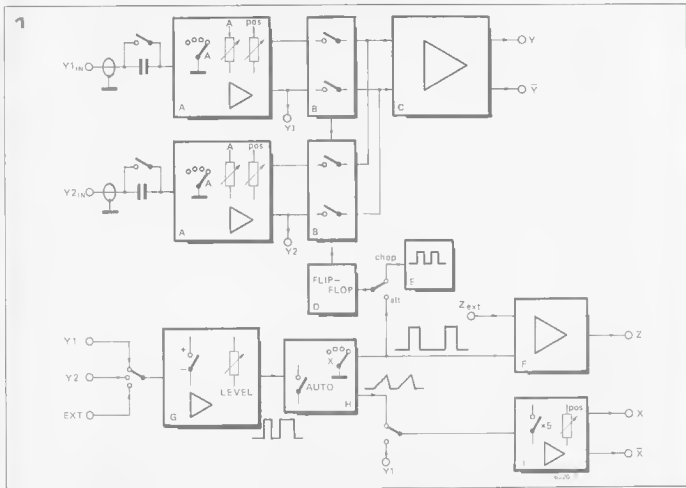 1
A pos
Y1IN
A
A
Y1
B
C
Y
Y̅
A pos
Y2IN
A
A
Y2
B
FLIP-
FLOP
D
chop
E
alt
Zext
F
Z
Y1
Y2
EXT
+
-
LEVEL
G
AUTO
X
H
Y1
x5
pos
I
X
X̅